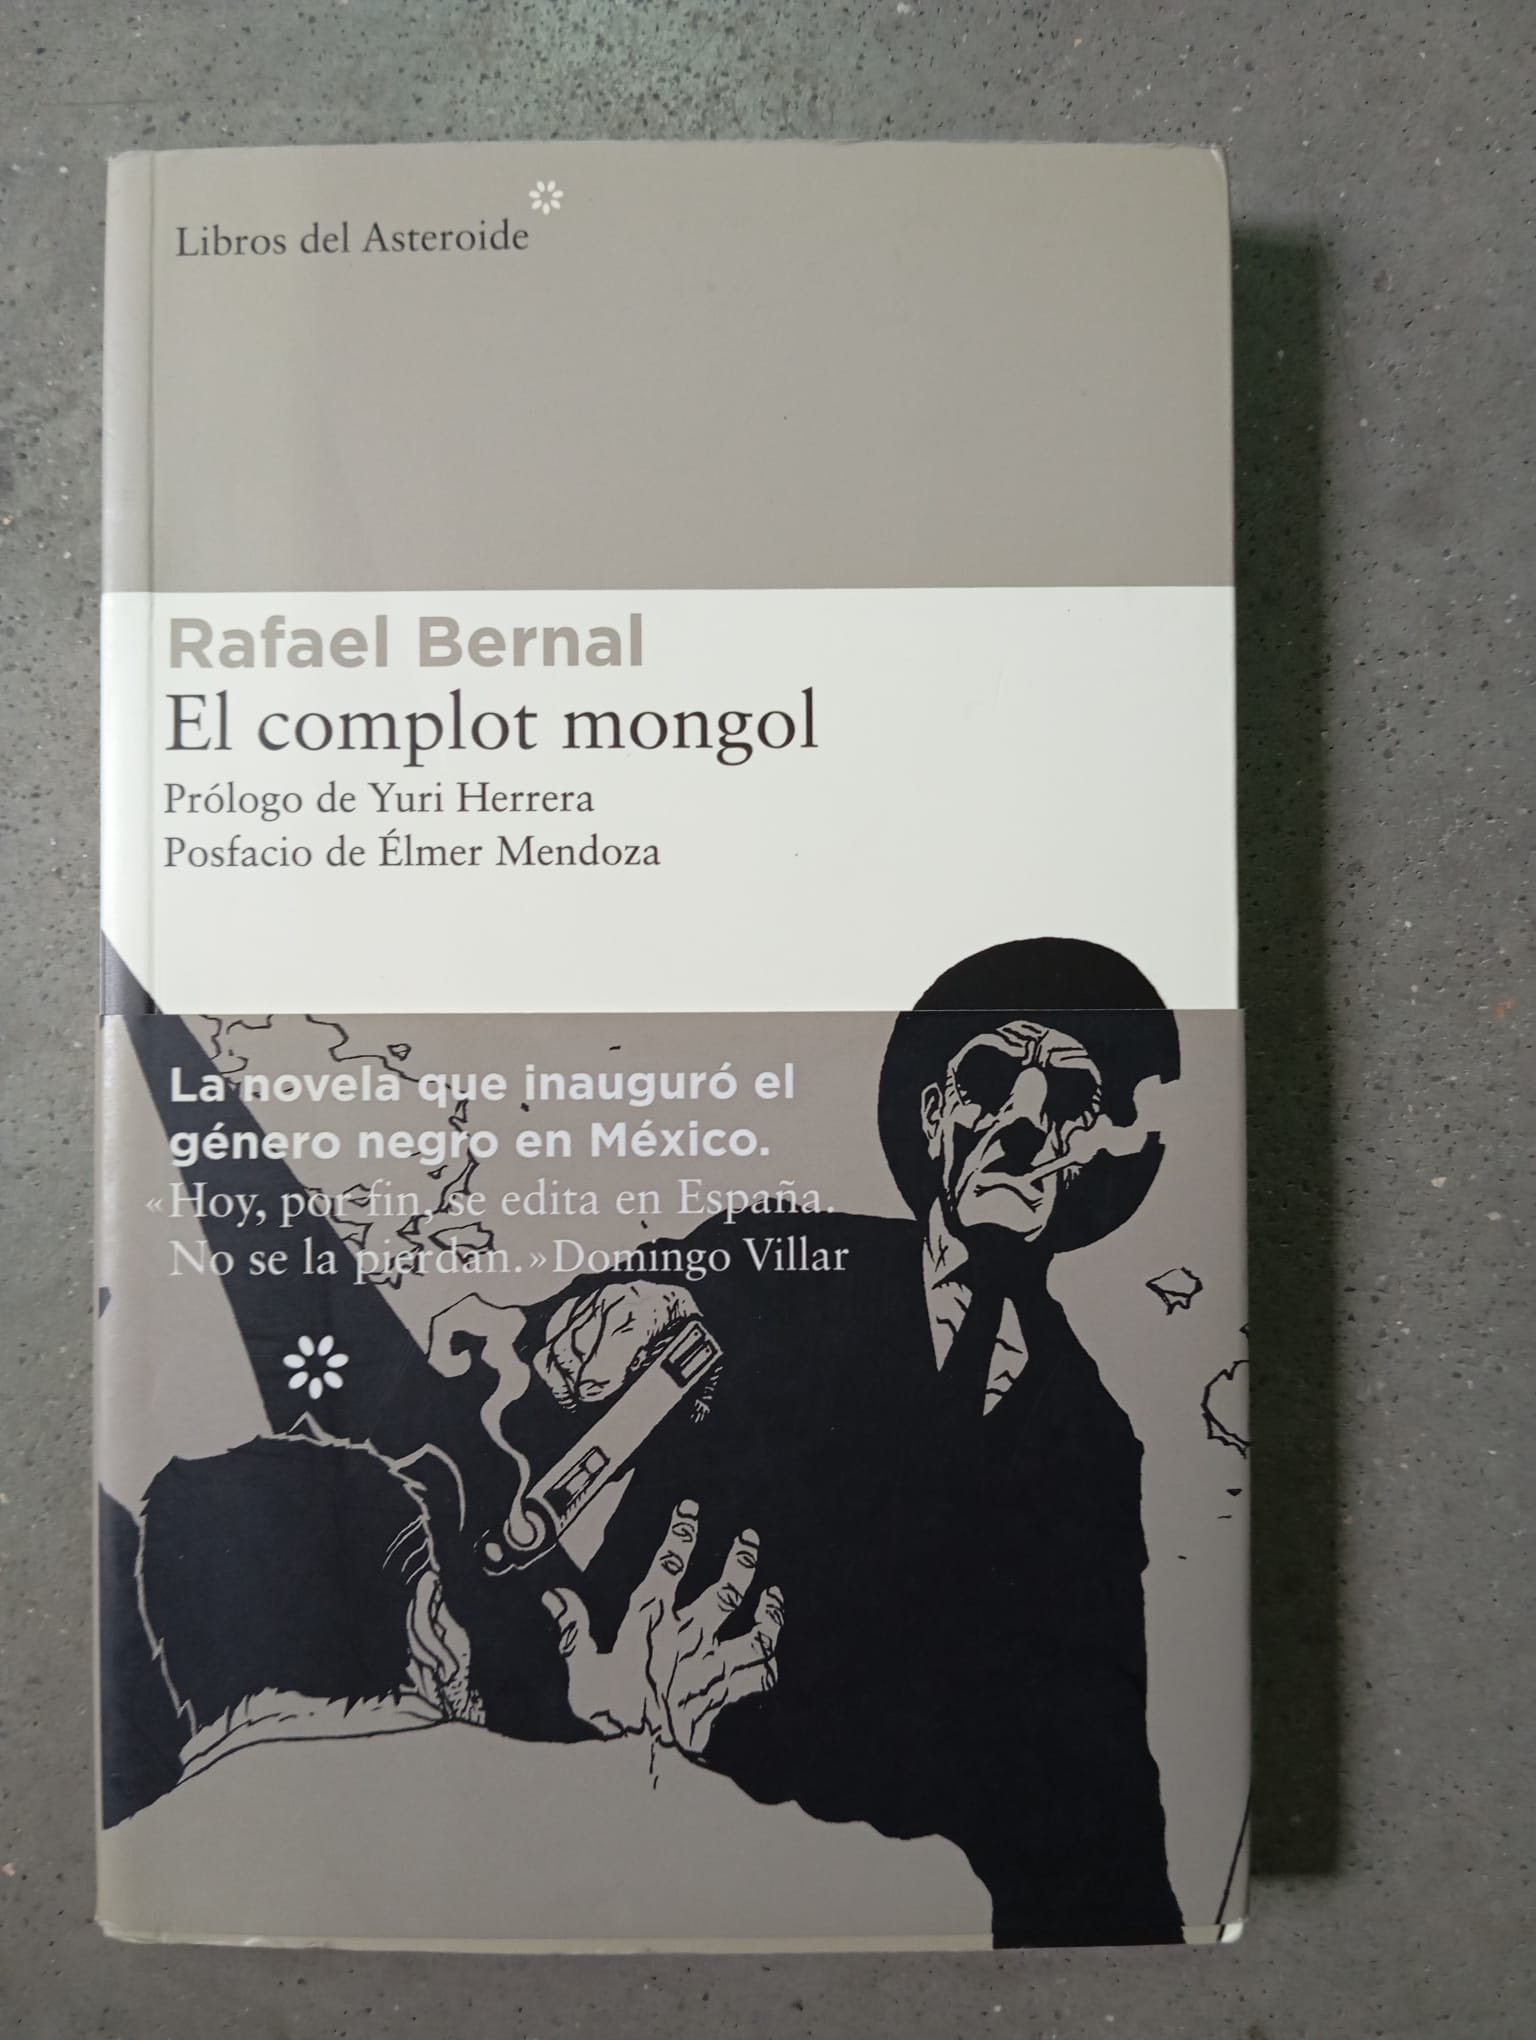 Libros del Asteroide
Rafael Bernal
El complot mongol
Prólogo de Yuri Herrera
Posfacio de Élmer Mendoza
La novela que inauguró el
género negro en México.
«Hoy, por fin, se edita en España.
No se la pierdan.» Domingo Villar